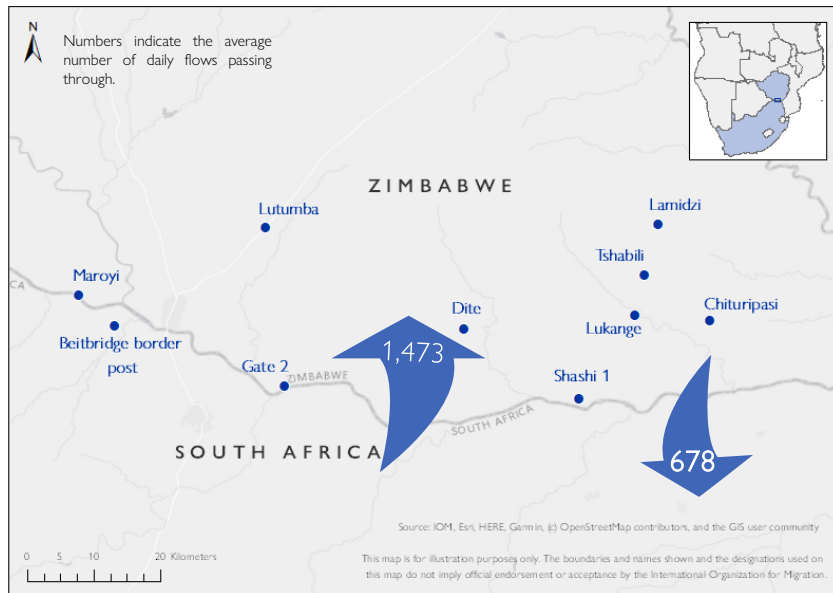 N
Numbers indicate the average
number of daily flows passing
through.
ZIMBABWE
Lutumba
Lamidzi
Tshabili
Maroyi
CA
Chituripasi
Dite
Lukange
Beitbridge border
post
1,473
Gate 2
ZIMBABWE
Shashi 1
SOUTH AFRICA
SOUTH AFRICA
678
Source: IOM, Esri, HERE, Garmin, (c) OpenStreetMap contributors, and the GIS user community
0 5 10 20 Kilometers
This map is for illustration purposes only. The boundaries and names shown and the designations used on
this map do not imply official endorsement or acceptance by the International Organization for Migration.